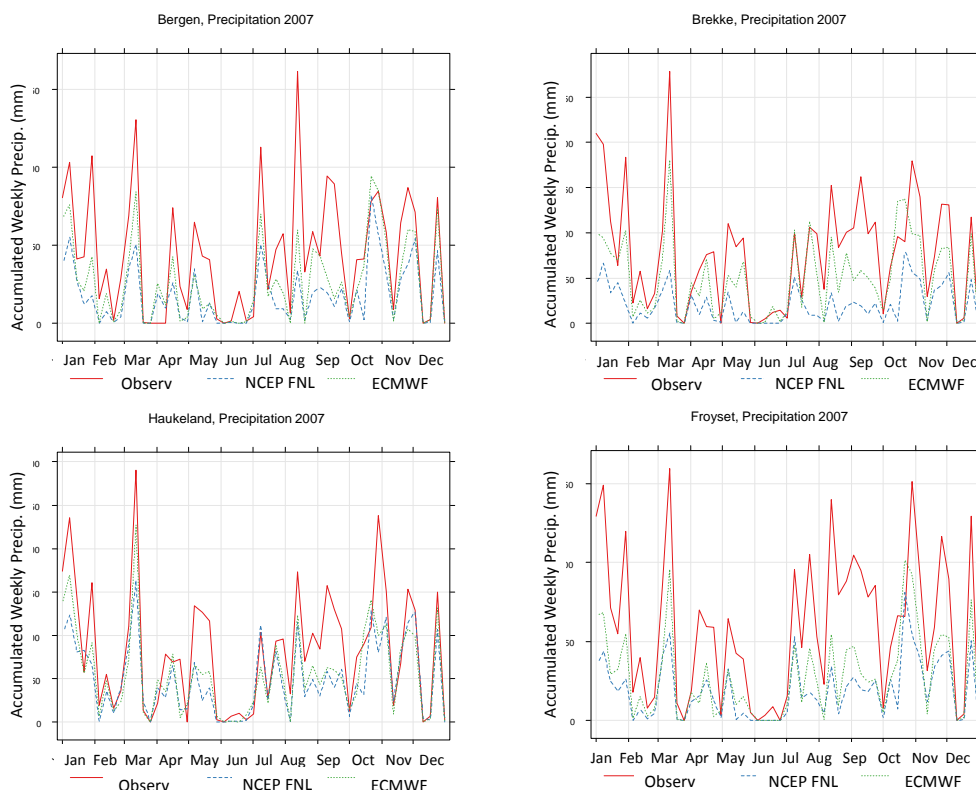 Bergen, Precipitation 2007
Accumulated Weekly Precip. (mm)
50
0
Jan Feb Mar Apr May Jun Jul Aug Sep Oct Nov Dec
Observ NCEP FNL ECMWF
Brekke, Precipitation 2007
Accumulated Weekly Precip. (mm)
50
0
Jan Feb Mar Apr May Jun Jul Aug Sep Oct Nov Dec
Observ NCEP FNL ECMWF
Haukeland, Precipitation 2007
Accumulated Weekly Precip. (mm)
50
0
Jan Feb Mar Apr May Jun Jul Aug Sep Oct Nov Dec
Observ NCEP FNL ECMWF
Froyset, Precipitation 2007
Accumulated Weekly Precip. (mm)
50
0
Jan Feb Mar Apr May Jun Jul Aug Sep Oct Nov Dec
Observ NCEP FNL ECMWF